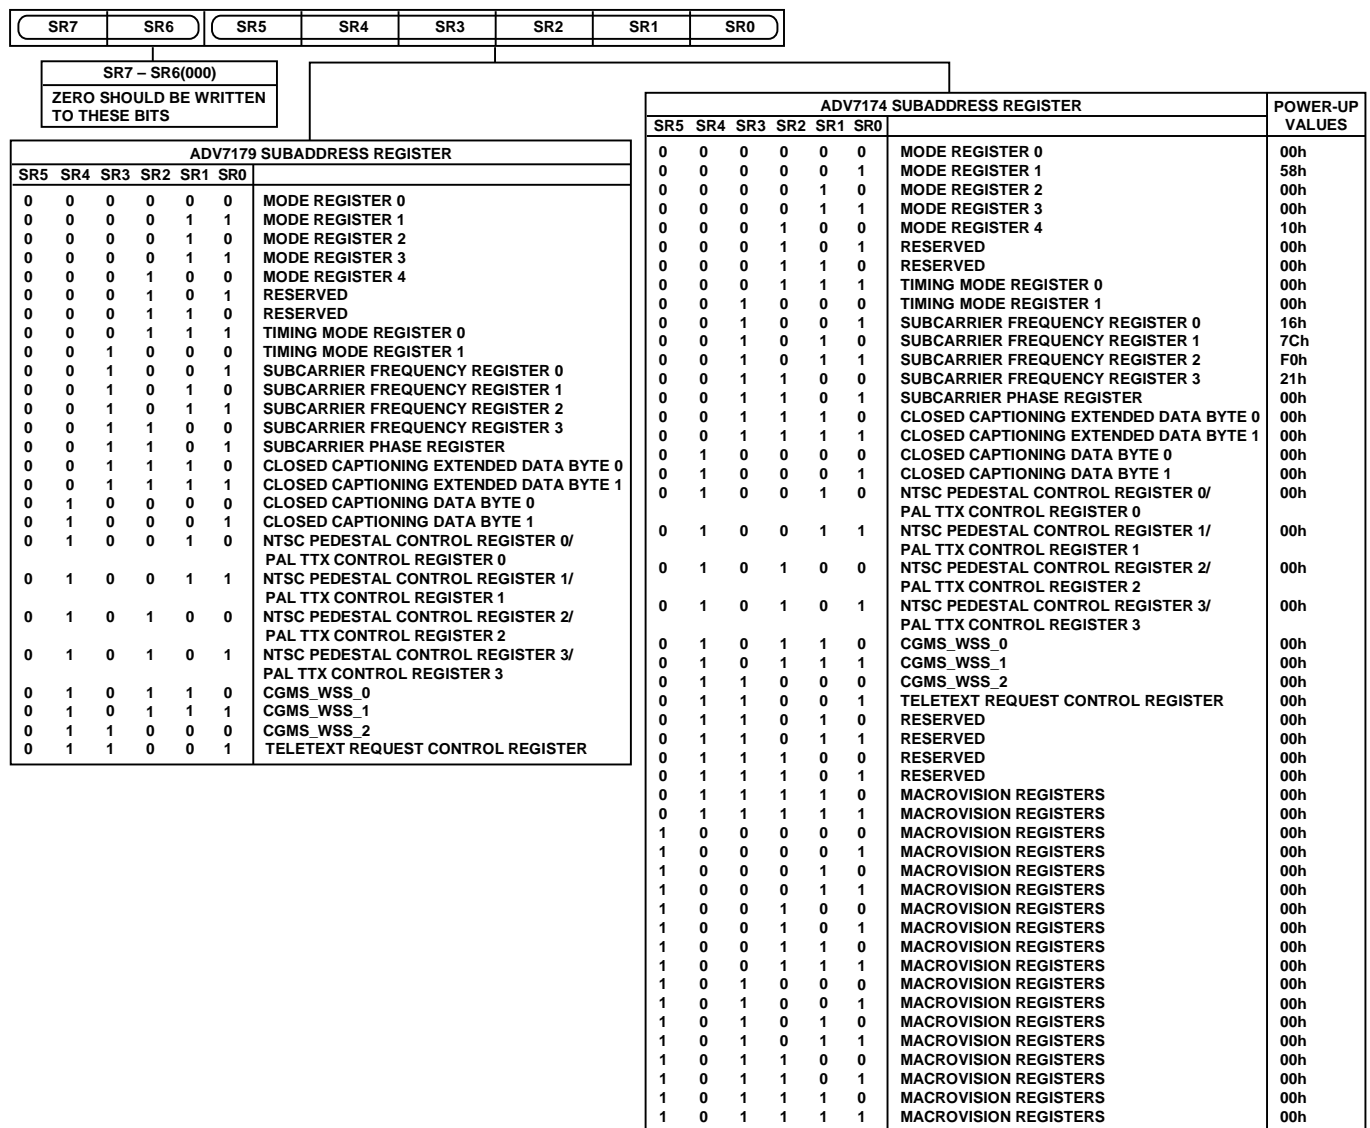 SR7 SR6 SR5 SR4 SR3 SR2 SR1 SR0
SR7 – SR6(000)
ZERO SHOULD BE WRITTEN
TO THESE BITS
ADV7179 SUBADDRESS REGISTER
SR5 SR4 SR3 SR2 SR1 SR0
0 0 0 0 0 0 MODE REGISTER 0
0 0 0 0 1 1 MODE REGISTER 1
0 0 0 0 1 0 MODE REGISTER 2
0 0 0 0 1 1 MODE REGISTER 3
0 0 0 1 0 0 MODE REGISTER 4
0 0 0 1 0 1 RESERVED
0 0 0 1 1 0 RESERVED
0 0 0 1 1 1 TIMING MODE REGISTER 0
0 0 1 0 0 0 TIMING MODE REGISTER 1
0 0 1 0 0 1 SUBCARRIER FREQUENCY REGISTER 0
0 0 1 0 1 0 SUBCARRIER FREQUENCY REGISTER 1
0 0 1 0 1 1 SUBCARRIER FREQUENCY REGISTER 2
0 0 1 1 0 0 SUBCARRIER FREQUENCY REGISTER 3
0 0 1 1 0 1 SUBCARRIER PHASE REGISTER
0 0 1 1 1 0 CLOSED CAPTIONING EXTENDED DATA BYTE 0
0 0 1 1 1 1 CLOSED CAPTIONING EXTENDED DATA BYTE 1
0 1 0 0 0 0 CLOSED CAPTIONING DATA BYTE 0
0 1 0 0 0 1 CLOSED CAPTIONING DATA BYTE 1
0 1 0 0 1 0 NTSC PEDESTAL CONTROL REGISTER 0/
PAL TTX CONTROL REGISTER 0
0 1 0 0 1 1 NTSC PEDESTAL CONTROL REGISTER 1/
PAL TTX CONTROL REGISTER 1
0 1 0 1 0 0 NTSC PEDESTAL CONTROL REGISTER 2/
PAL TTX CONTROL REGISTER 2
0 1 0 1 0 1 NTSC PEDESTAL CONTROL REGISTER 3/
PAL TTX CONTROL REGISTER 3
0 1 0 1 1 0 CGMS_WSS_0
0 1 0 1 1 1 CGMS_WSS_1
0 1 1 0 0 0 CGMS_WSS_2
0 1 1 0 0 1 TELETEXT REQUEST CONTROL REGISTER
ADV7174 SUBADDRESS REGISTER POWER-UP
VALUES
SR5 SR4 SR3 SR2 SR1 SR0
0 0 0 0 0 0 MODE REGISTER 0 00h
0 0 0 0 0 1 MODE REGISTER 1 58h
0 0 0 0 1 0 MODE REGISTER 2 00h
0 0 0 0 1 1 MODE REGISTER 3 00h
0 0 0 1 0 0 MODE REGISTER 4 10h
0 0 0 1 0 1 RESERVED 00h
0 0 0 1 1 0 RESERVED 00h
0 0 0 1 1 1 TIMING MODE REGISTER 0 00h
0 0 1 0 0 0 TIMING MODE REGISTER 1 00h
0 0 1 0 0 1 SUBCARRIER FREQUENCY REGISTER 0 16h
0 0 1 0 1 0 SUBCARRIER FREQUENCY REGISTER 1 7Ch
0 0 1 0 1 1 SUBCARRIER FREQUENCY REGISTER 2 F0h
0 0 1 1 0 0 SUBCARRIER FREQUENCY REGISTER 3 21h
0 0 1 1 0 1 SUBCARRIER PHASE REGISTER 00h
0 0 1 1 1 0 CLOSED CAPTIONING EXTENDED DATA BYTE 0 00h
0 0 1 1 1 1 CLOSED CAPTIONING EXTENDED DATA BYTE 1 00h
0 1 0 0 0 0 CLOSED CAPTIONING DATA BYTE 0 00h
0 1 0 0 0 1 CLOSED CAPTIONING DATA BYTE 1 00h
0 1 0 0 1 0 NTSC PEDESTAL CONTROL REGISTER 0/ 00h
PAL TTX CONTROL REGISTER 0
0 1 0 0 1 1 NTSC PEDESTAL CONTROL REGISTER 1/ 00h
PAL TTX CONTROL REGISTER 1
0 1 0 1 0 0 NTSC PEDESTAL CONTROL REGISTER 2/ 00h
PAL TTX CONTROL REGISTER 2
0 1 0 1 0 1 NTSC PEDESTAL CONTROL REGISTER 3/ 00h
PAL TTX CONTROL REGISTER 3
0 1 0 1 1 0 CGMS_WSS_0 00h
0 1 0 1 1 1 CGMS_WSS_1 00h
0 1 1 0 0 0 CGMS_WSS_2 00h
0 1 1 0 0 1 TELETEXT REQUEST CONTROL REGISTER 00h
0 1 1 0 1 0 RESERVED 00h
0 1 1 0 1 1 RESERVED 00h
0 1 1 1 0 0 RESERVED 00h
0 1 1 1 0 1 RESERVED 00h
0 1 1 1 1 0 MACROVISION REGISTERS 00h
0 1 1 1 1 1 MACROVISION REGISTERS 00h
1 0 0 0 0 0 MACROVISION REGISTERS 00h
1 0 0 0 0 1 MACROVISION REGISTERS 00h
1 0 0 0 1 0 MACROVISION REGISTERS 00h
1 0 0 0 1 1 MACROVISION REGISTERS 00h
1 0 0 1 0 0 MACROVISION REGISTERS 00h
1 0 0 1 0 1 MACROVISION REGISTERS 00h
1 0 0 1 1 0 MACROVISION REGISTERS 00h
1 0 0 1 1 1 MACROVISION REGISTERS 00h
1 0 1 0 0 0 MACROVISION REGISTERS 00h
1 0 1 0 0 1 MACROVISION REGISTERS 00h
1 0 1 0 1 0 MACROVISION REGISTERS 00h
1 0 1 0 1 1 MACROVISION REGISTERS 00h
1 0 1 1 0 0 MACROVISION REGISTERS 00h
1 0 1 1 0 1 MACROVISION REGISTERS 00h
1 0 1 1 1 0 MACROVISION REGISTERS 00h
1 0 1 1 1 1 MACROVISION REGISTERS 00h